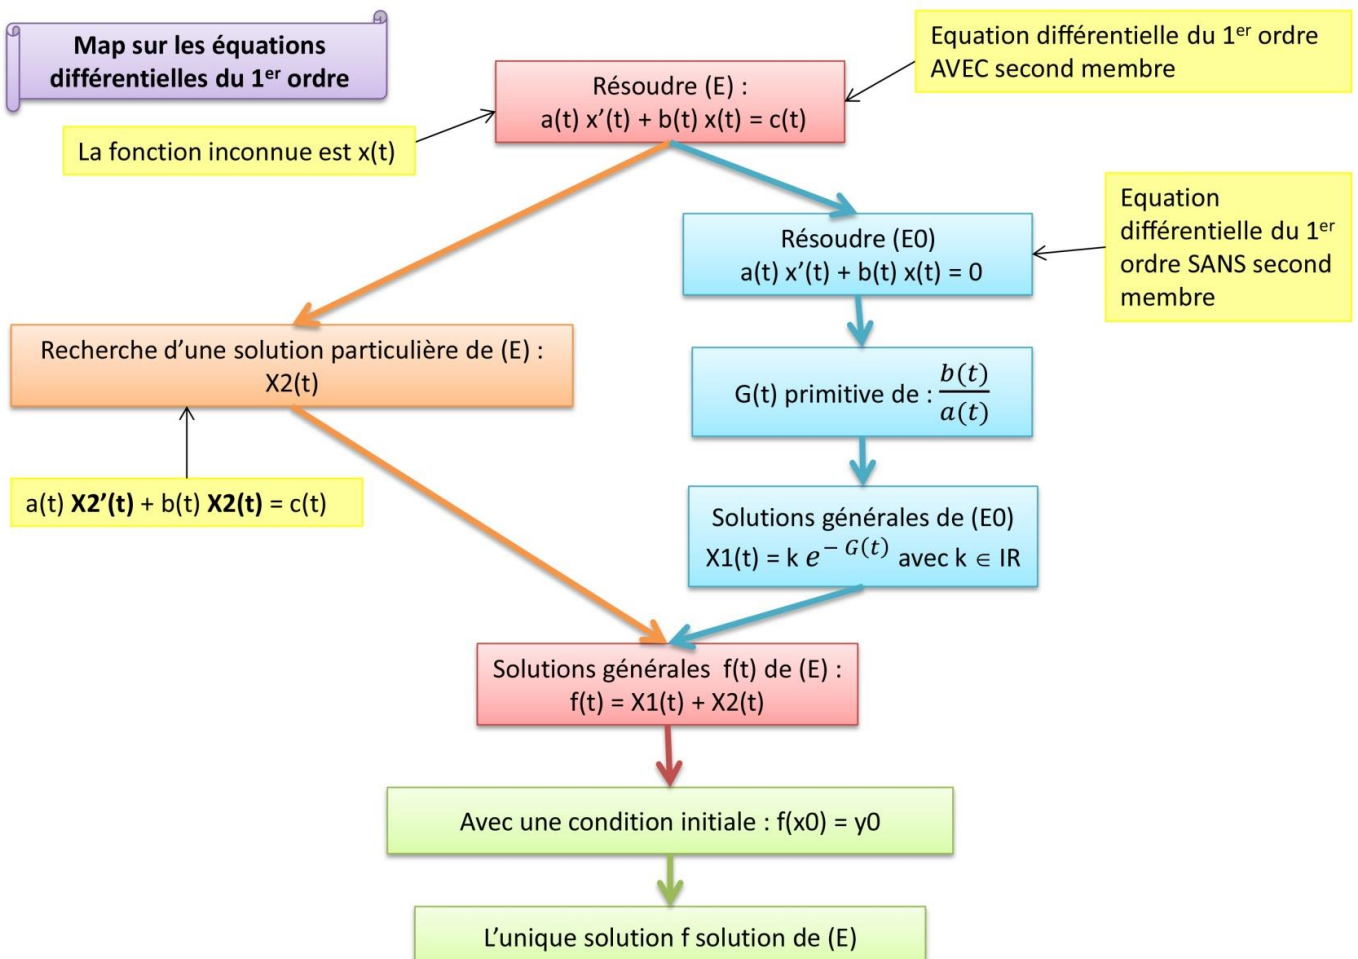 Map sur les équations
différentielles du 1er ordre
Equation différentielle du 1er ordre
AVEC second membre
Résoudre (E) :
a(t) x’(t) + b(t) x(t) = c(t)
La fonction inconnue est x(t)
Equation
différentielle du 1er
ordre SANS second
membre
Résoudre (E0)
a(t) x’(t) + b(t) x(t) = 0
Recherche d’une solution particulière de (E) :
X2(t)
G(t) primitive de : b(t)/a(t)
a(t) X2’(t) + b(t) X2(t) = c(t)
Solutions générales de (E0)
X1(t) = k e^{− G(t)} avec k ∈ IR
Solutions générales f(t) de (E) :
f(t) = X1(t) + X2(t)
Avec une condition initiale : f(x0) = y0
L’unique solution f solution de (E)